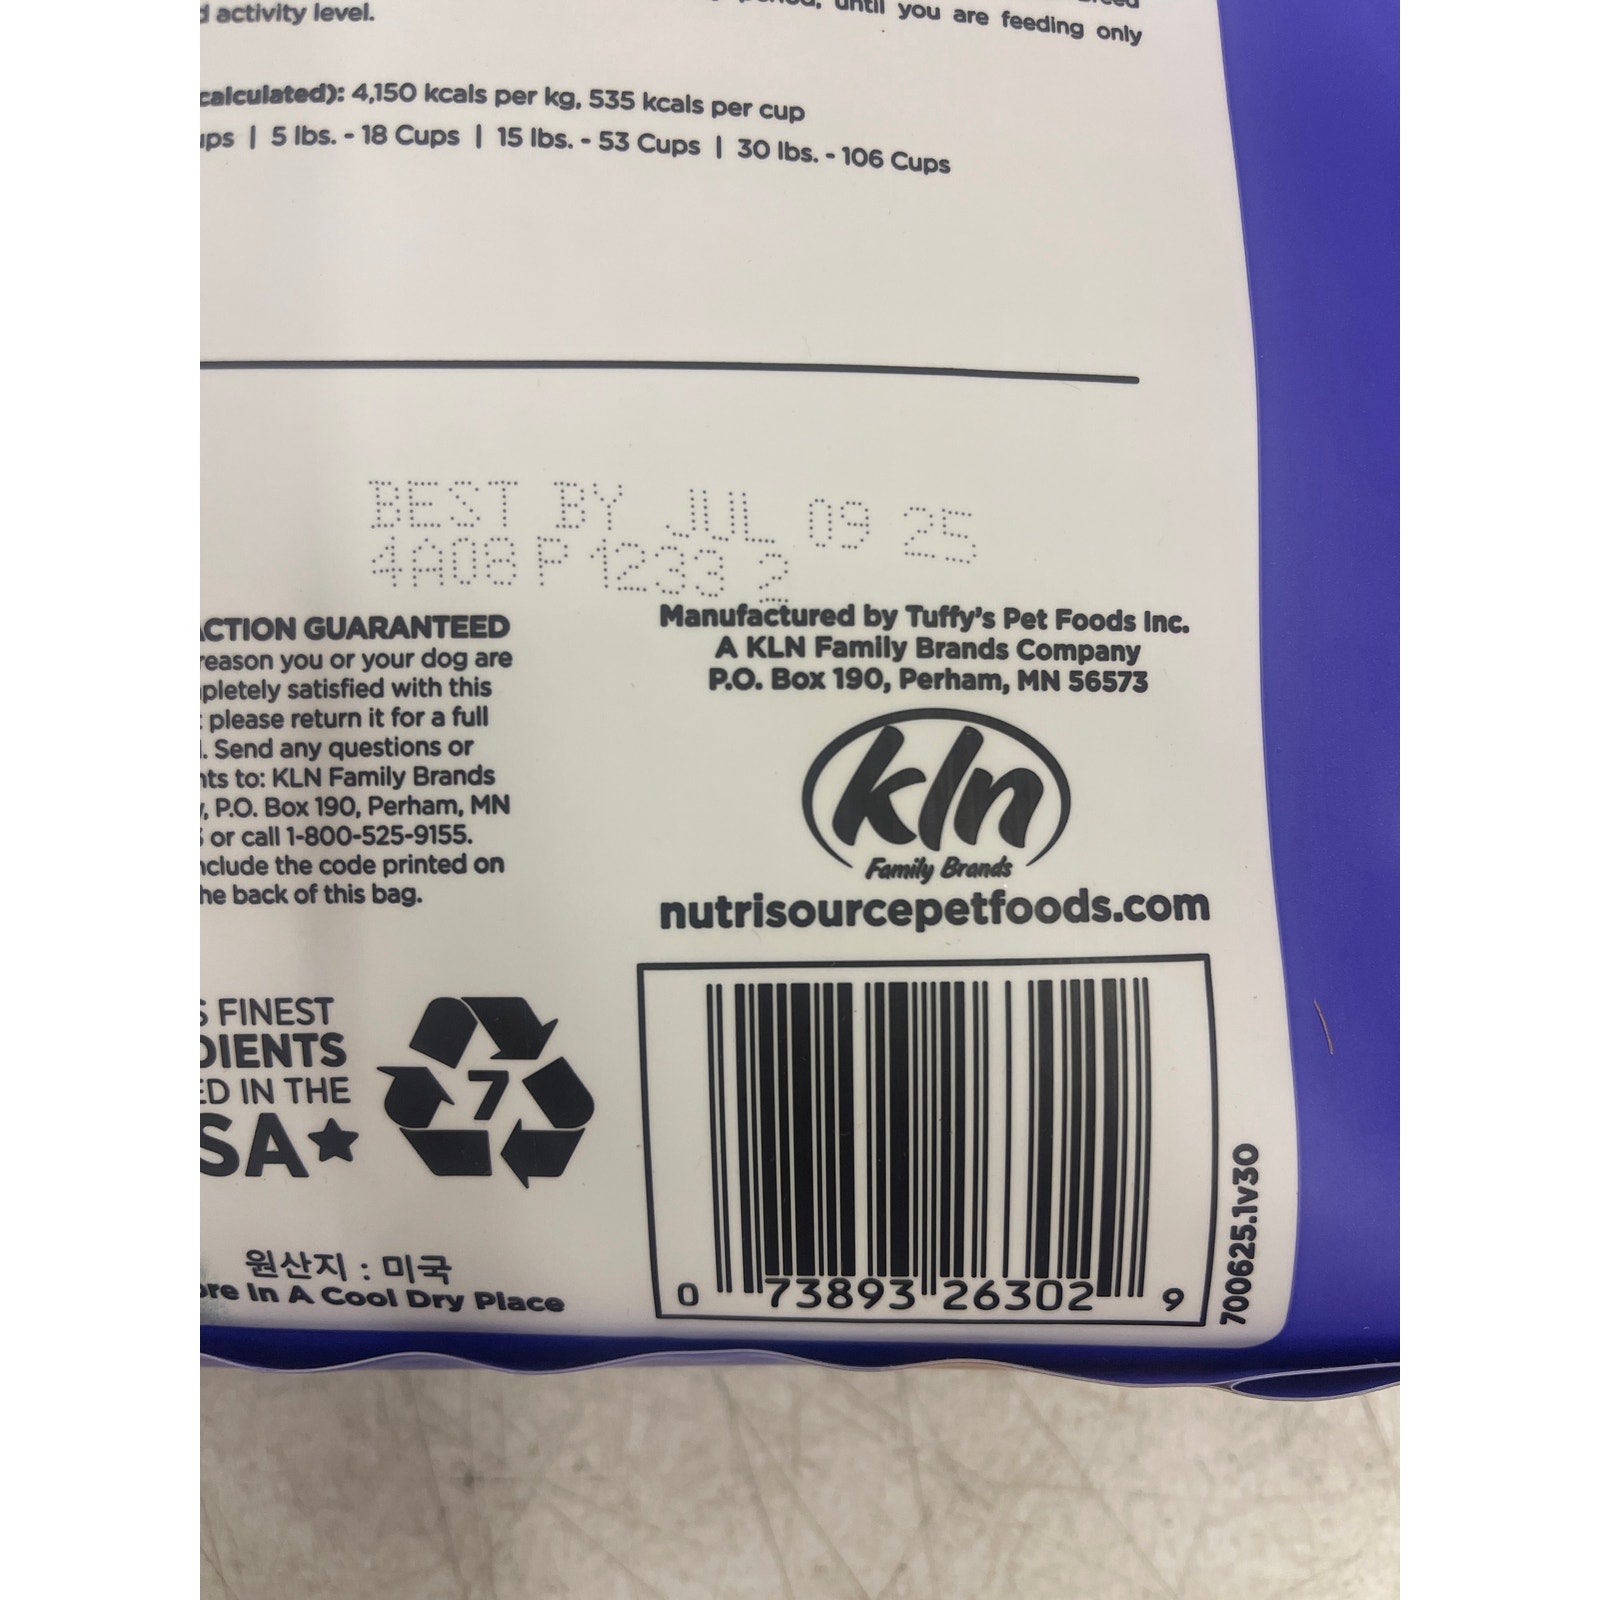 activity level.
until you are feeding only
calculated): 4,150 kcals per kg, 535 kcals per cup
ups | 5 lbs. - 18 Cups | 15 lbs. - 53 Cups | 30 lbs. - 106 Cups
BEST BY JUL 09 25
4A08 P 1233 2
CTION GUARANTEED
reason you or your dog are
pletely satisfied with this
please return it for a full
. Send any questions or
nts to: KLN Family Brands
, P.O. Box 190, Perham, MN
or call 1-800-525-9155.
nclude the code printed on
he back of this bag.
Manufactured by Tuffy's Pet Foods Inc.
A KLN Family Brands Company
P.O. Box 190, Perham, MN 56573
kln
Family Brands
nutrisourcepetfoods.com
S FINEST
DIENTS
ED IN THE
SA
7
원산지 : 미국
ore In A Cool Dry Place
0 73893 26302 9
700625.1v30